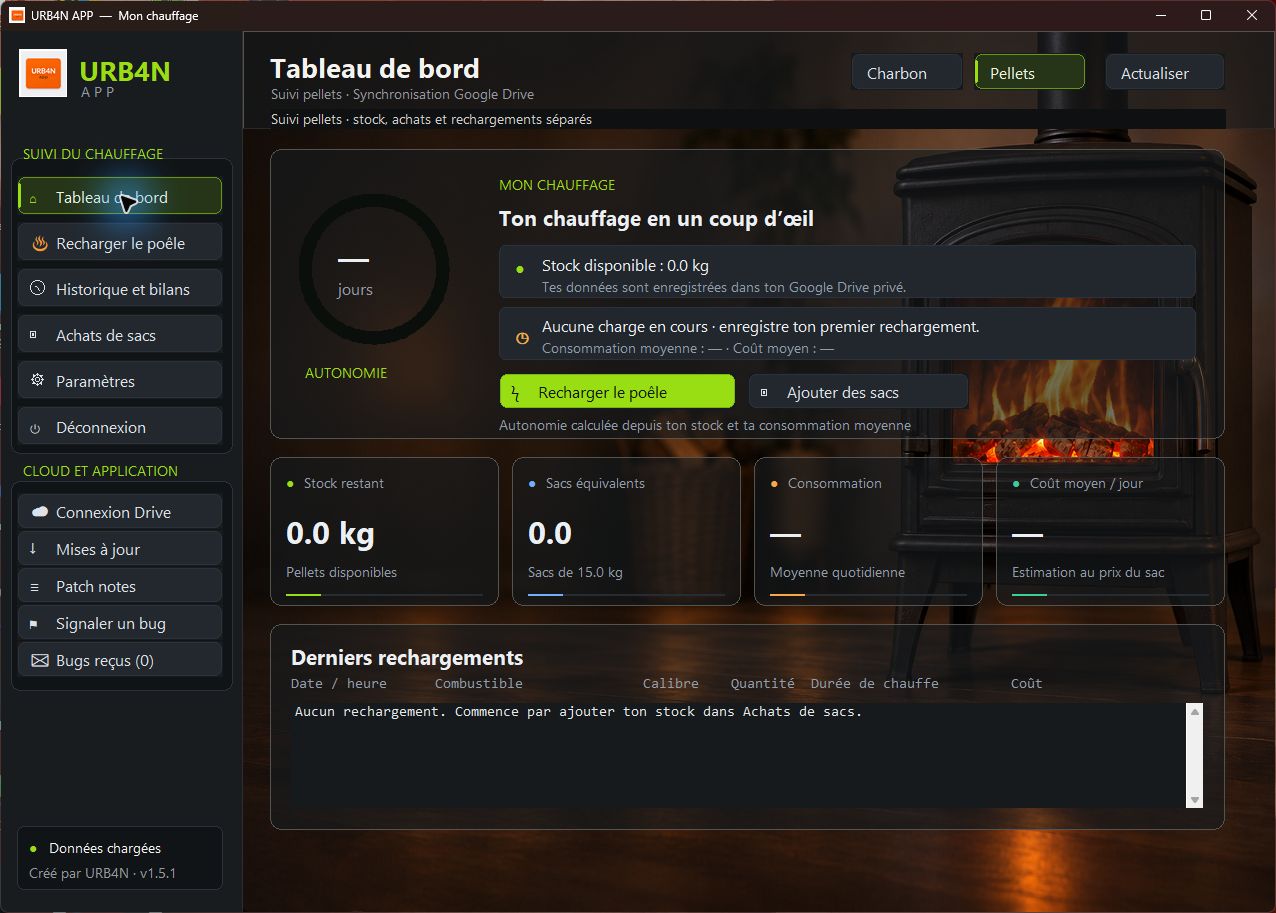 URB4N APP — Mon chauffage
URB4N
APP
URB4N
APP
SUIVI DU CHAUFFAGE
Tableau de bord
Recharger le poêle
Historique et bilans
Achats de sacs
Paramètres
Déconnexion
CLOUD ET APPLICATION
Connexion Drive
Mises à jour
Patch notes
Signaler un bug
Bugs reçus (0)
Données chargées
Créé par URB4N · v1.5.1
Tableau de bord
Suivi pellets · Synchronisation Google Drive
Suivi pellets · stock, achats et rechargements séparés
Charbon
Pellets
Actualiser
— jours
AUTONOMIE
MON CHAUFFAGE
Ton chauffage en un coup d’œil
Stock disponible : 0.0 kg
Tes données sont enregistrées dans ton Google Drive privé.
Aucune charge en cours · enregistre ton premier rechargement.
Consommation moyenne : — · Coût moyen : —
Recharger le poêle
Ajouter des sacs
Autonomie calculée depuis ton stock et ta consommation moyenne
Stock restant
0.0 kg
Pellets disponibles
Sacs équivalents
0.0
Sacs de 15.0 kg
Consommation
—
Moyenne quotidienne
Coût moyen / jour
—
Estimation au prix du sac
Derniers rechargements
Date / heure Combustible Calibre Quantité Durée de chauffe Coût
Aucun rechargement. Commence par ajouter ton stock dans Achats de sacs.